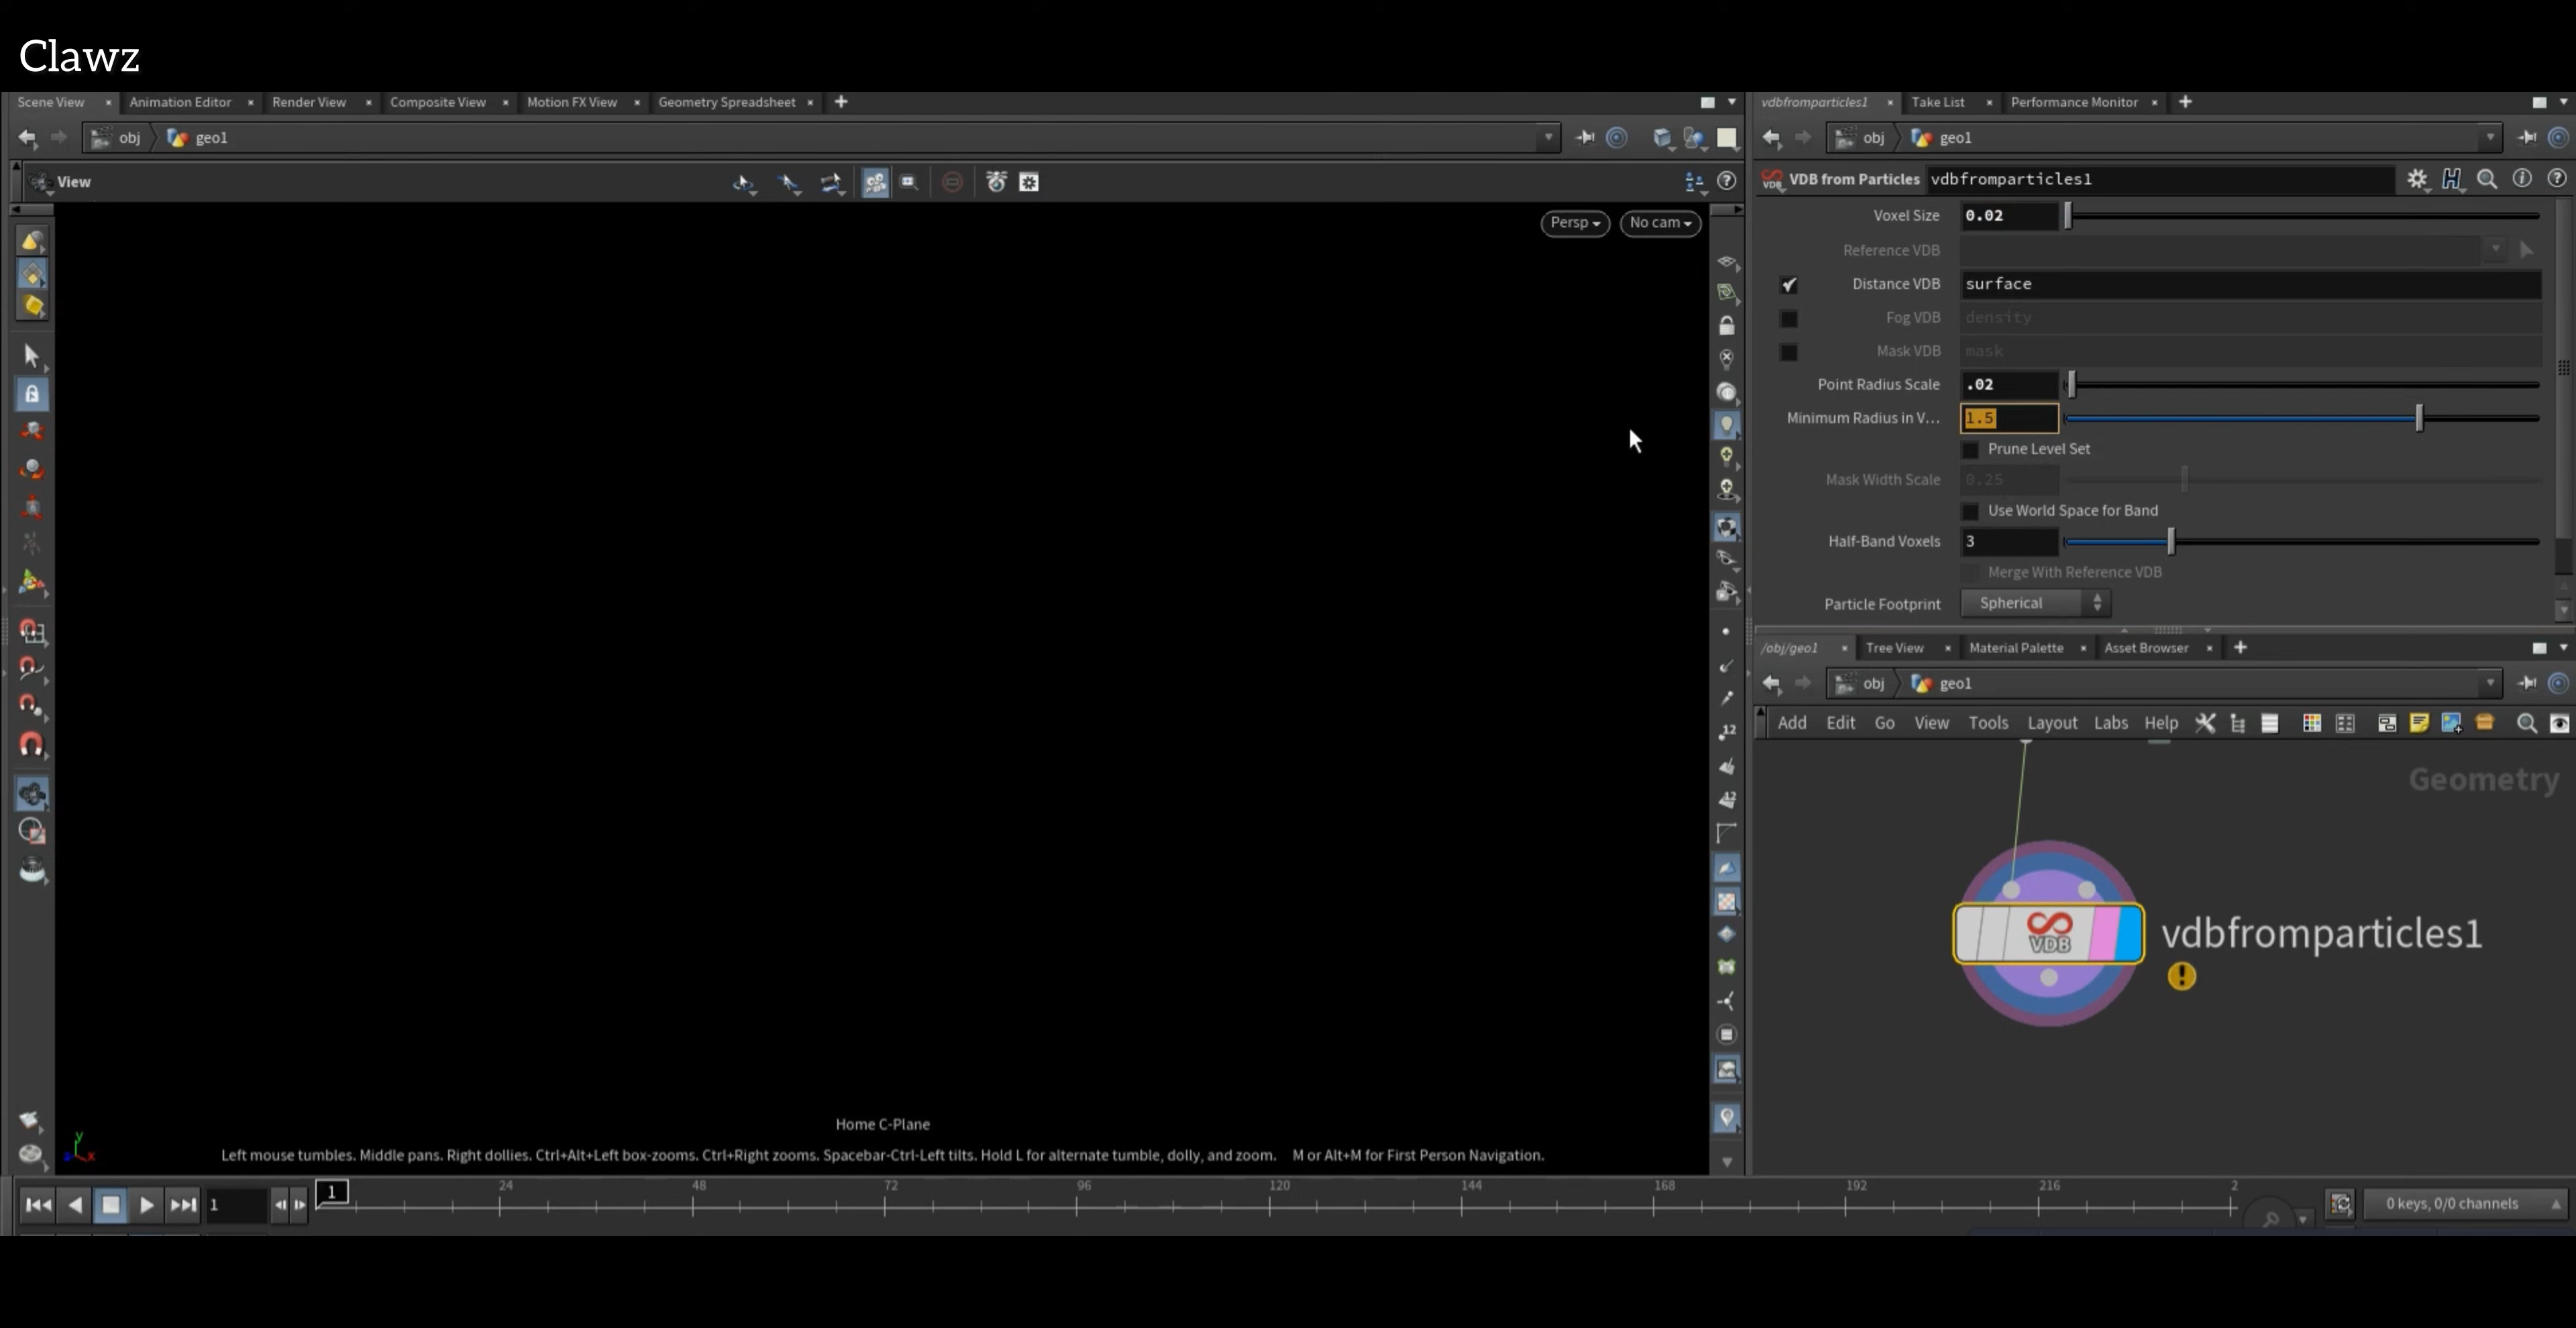 Clawz
Scene View × Animation Editor × Render View × Composite View × Motion FX View × Geometry Spreadsheet × +
obj geo1
View
Persp No cam
Home C-Plane
Left mouse tumbles. Middle pans. Right dollies. Ctrl+Alt+Left box-zooms. Ctrl+Right zooms. Spacebar-Ctrl-Left tilts. Hold L for alternate tumble, dolly, and zoom. M or Alt+M for First Person Navigation.
y
x
12
12
vdbfromparticles1 × Take List × Performance Monitor × +
obj geo1
VDB VDB from Particles vdbfromparticles1
Voxel Size 0.02
Reference VDB
Distance VDB surface
Fog VDB density
Mask VDB mask
Point Radius Scale .02
Minimum Radius in V... 1.5
Prune Level Set
Mask Width Scale 0.25
Use World Space for Band
Half-Band Voxels 3
Merge With Reference VDB
Particle Footprint Spherical
/obj/geo1 × Tree View × Material Palette × Asset Browser × +
obj geo1
Add Edit Go View Tools Layout Labs Help
Geometry
VDB vdbfromparticles1
1 1 24 48 72 96 120 144 168 192 216 2
0 keys, 0/0 channels